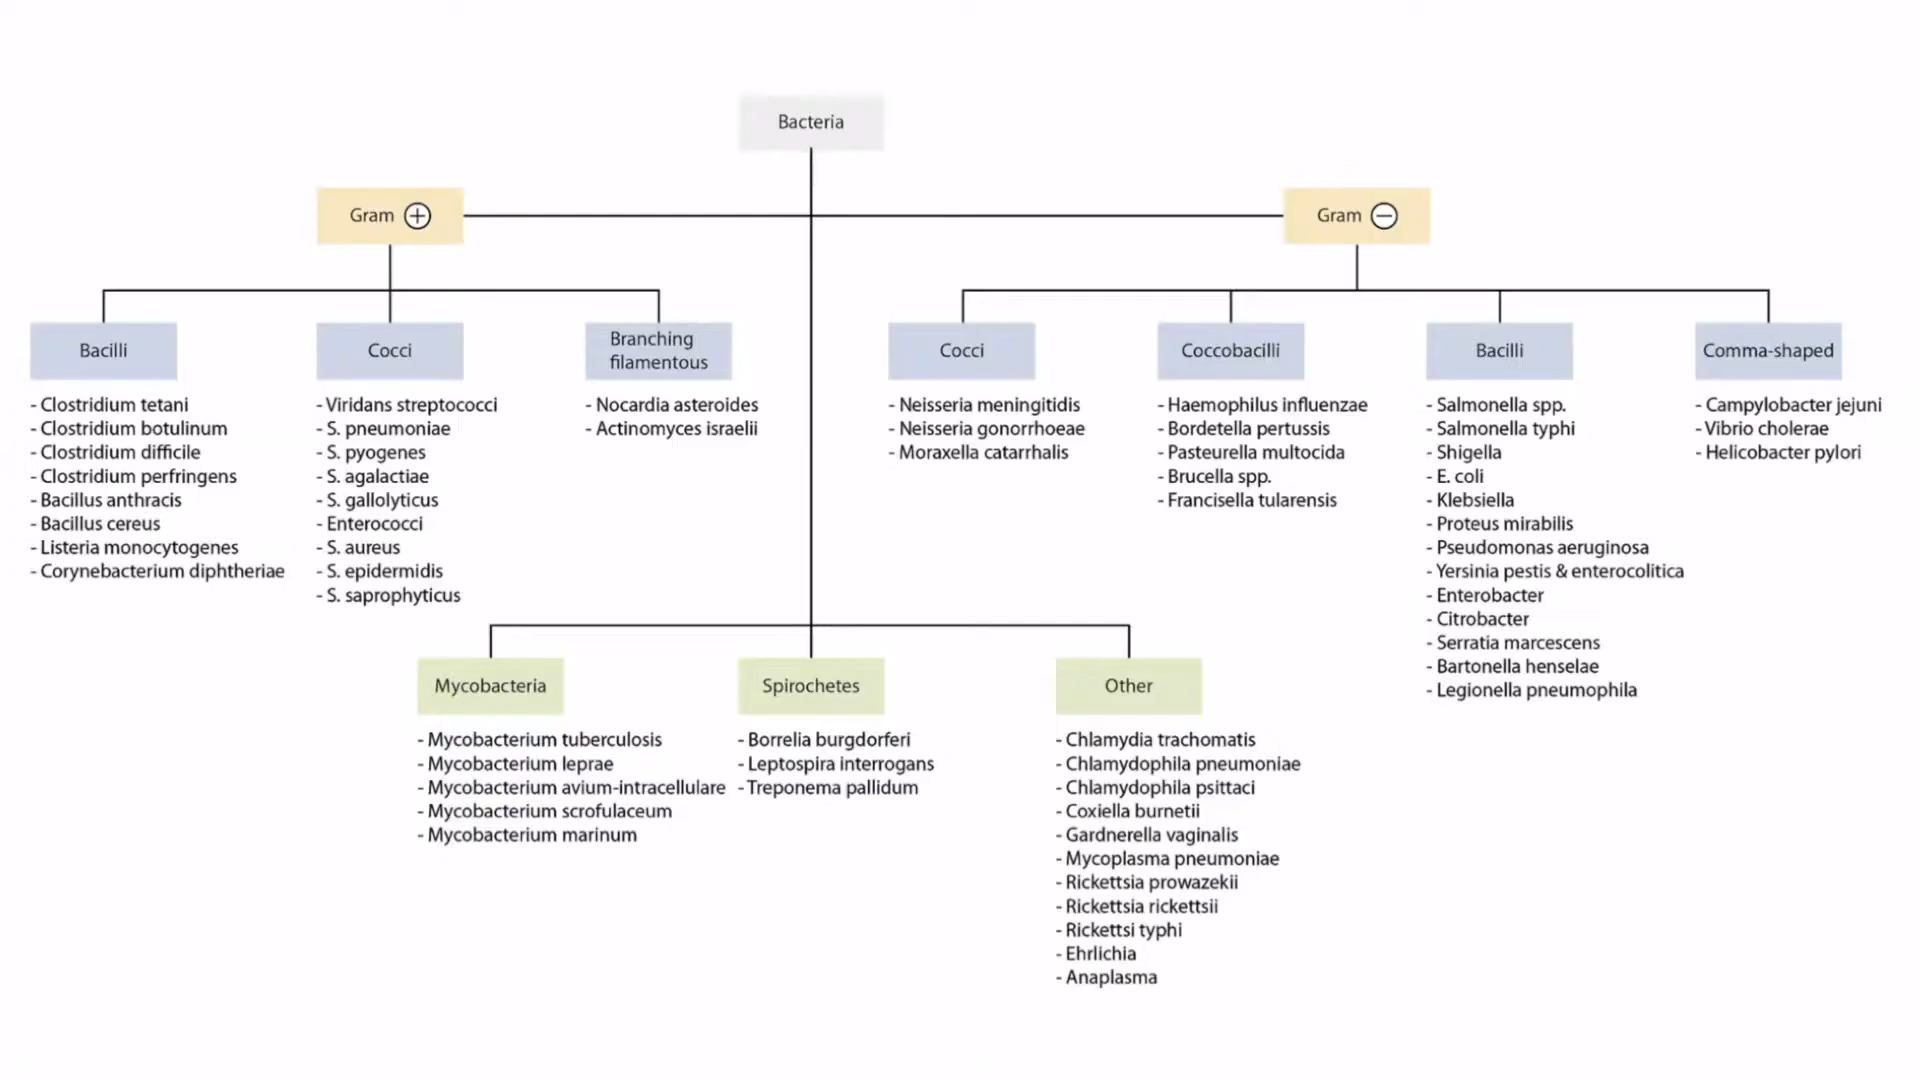 Bacteria
Gram +
Gram −
Bacilli
- Clostridium tetani
- Clostridium botulinum
- Clostridium difficile
- Clostridium perfringens
- Bacillus anthracis
- Bacillus cereus
- Listeria monocytogenes
- Corynebacterium diphtheriae
Cocci
- Viridans streptococci
- S. pneumoniae
- S. pyogenes
- S. agalactiae
- S. gallolyticus
- Enterococci
- S. aureus
- S. epidermidis
- S. saprophyticus
Branching
filamentous
- Nocardia asteroides
- Actinomyces israelii
Cocci
- Neisseria meningitidis
- Neisseria gonorrhoeae
- Moraxella catarrhalis
Coccobacilli
- Haemophilus influenzae
- Bordetella pertussis
- Pasteurella multocida
- Brucella spp.
- Francisella tularensis
Bacilli
- Salmonella spp.
- Salmonella typhi
- Shigella
- E. coli
- Klebsiella
- Proteus mirabilis
- Pseudomonas aeruginosa
- Yersinia pestis & enterocolitica
- Enterobacter
- Citrobacter
- Serratia marcescens
- Bartonella henselae
- Legionella pneumophila
Comma-shaped
- Campylobacter jejuni
- Vibrio cholerae
- Helicobacter pylori
Mycobacteria
- Mycobacterium tuberculosis
- Mycobacterium leprae
- Mycobacterium avium-intracellulare
- Mycobacterium scrofulaceum
- Mycobacterium marinum
Spirochetes
- Borrelia burgdorferi
- Leptospira interrogans
- Treponema pallidum
Other
- Chlamydia trachomatis
- Chlamydophila pneumoniae
- Chlamydophila psittaci
- Coxiella burnetii
- Gardnerella vaginalis
- Mycoplasma pneumoniae
- Rickettsia prowazekii
- Rickettsia rickettsii
- Rickettsi typhi
- Ehrlichia
- Anaplasma